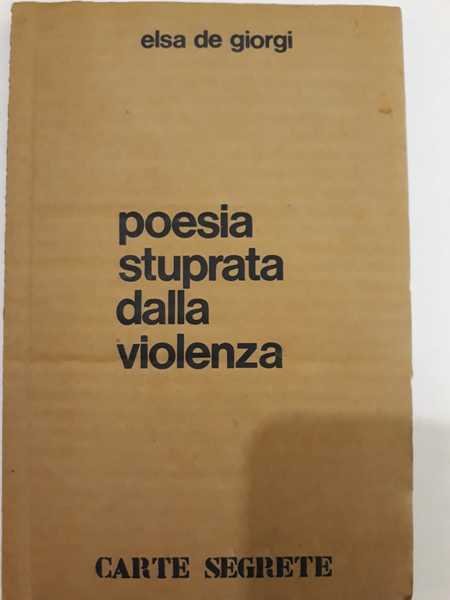 elsa de giorgi
poesia
stuprata
dalla
violenza
CARTE SEGRETE